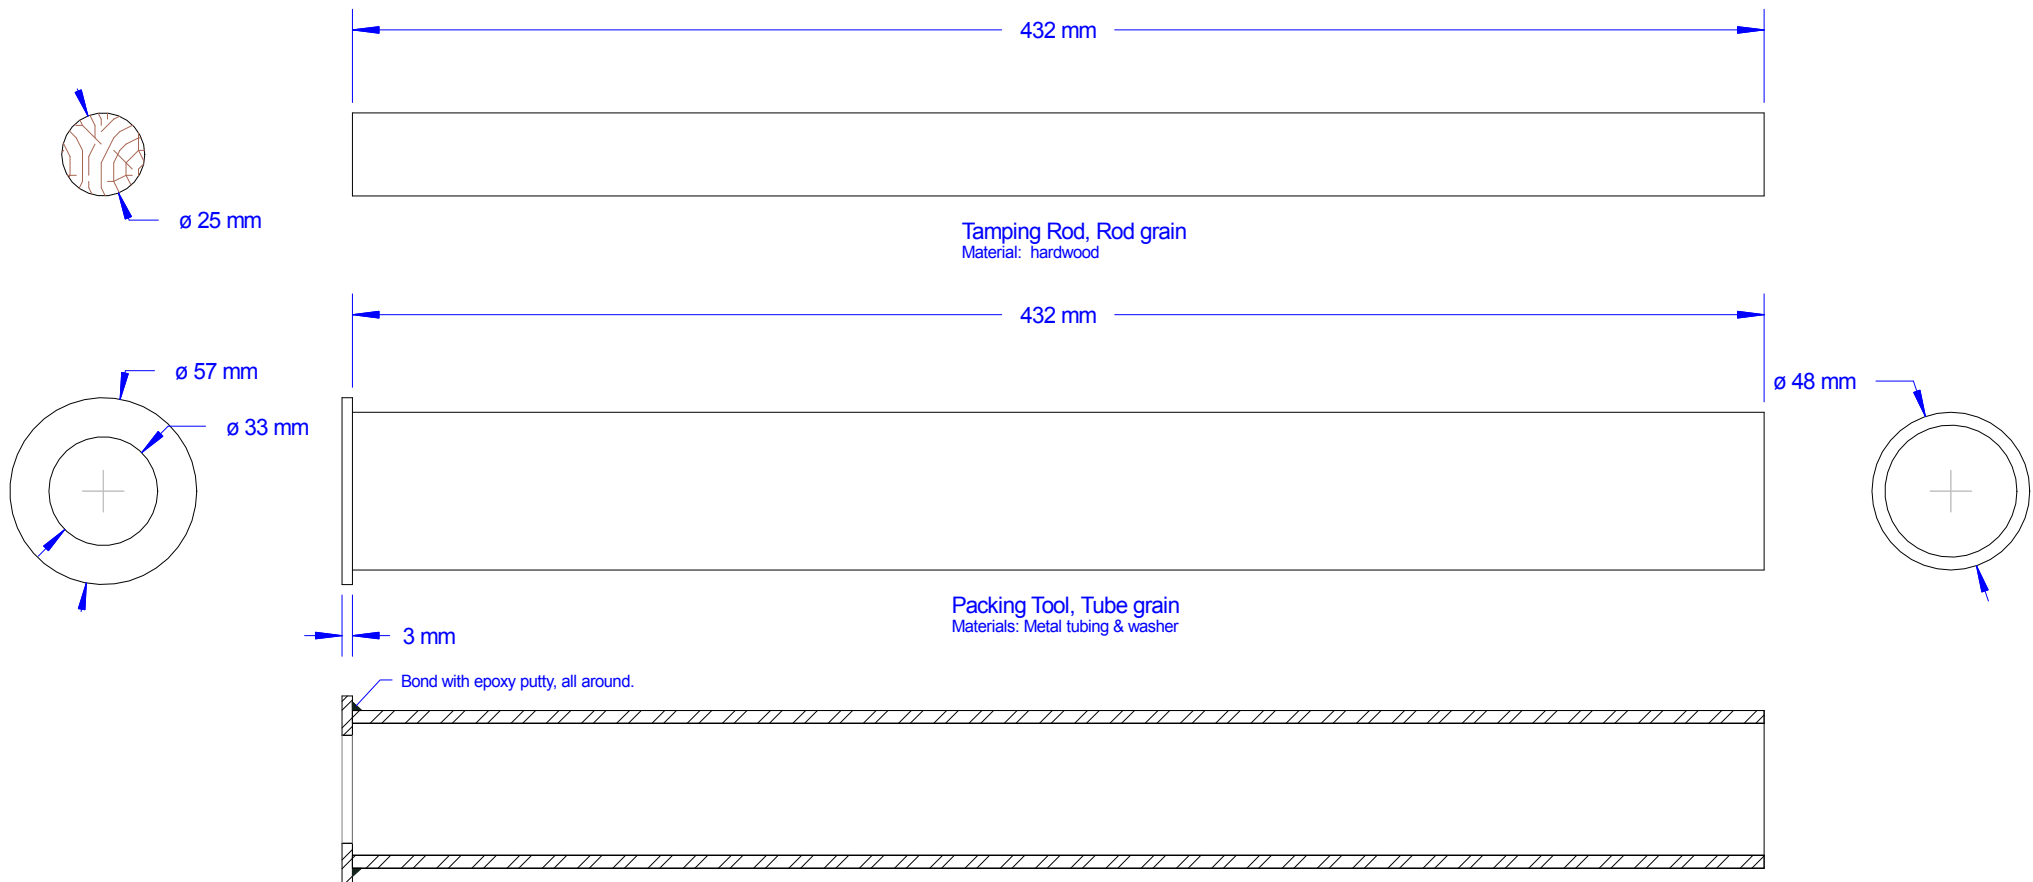 432 mm
ø 25 mm
Tamping Rod, Rod grain
Material: hardwood
432 mm
ø 57 mm
ø 48 mm
ø 33 mm
Packing Tool, Tube grain
Materials: Metal tubing & washer
3 mm
Bond with epoxy putty, all around.